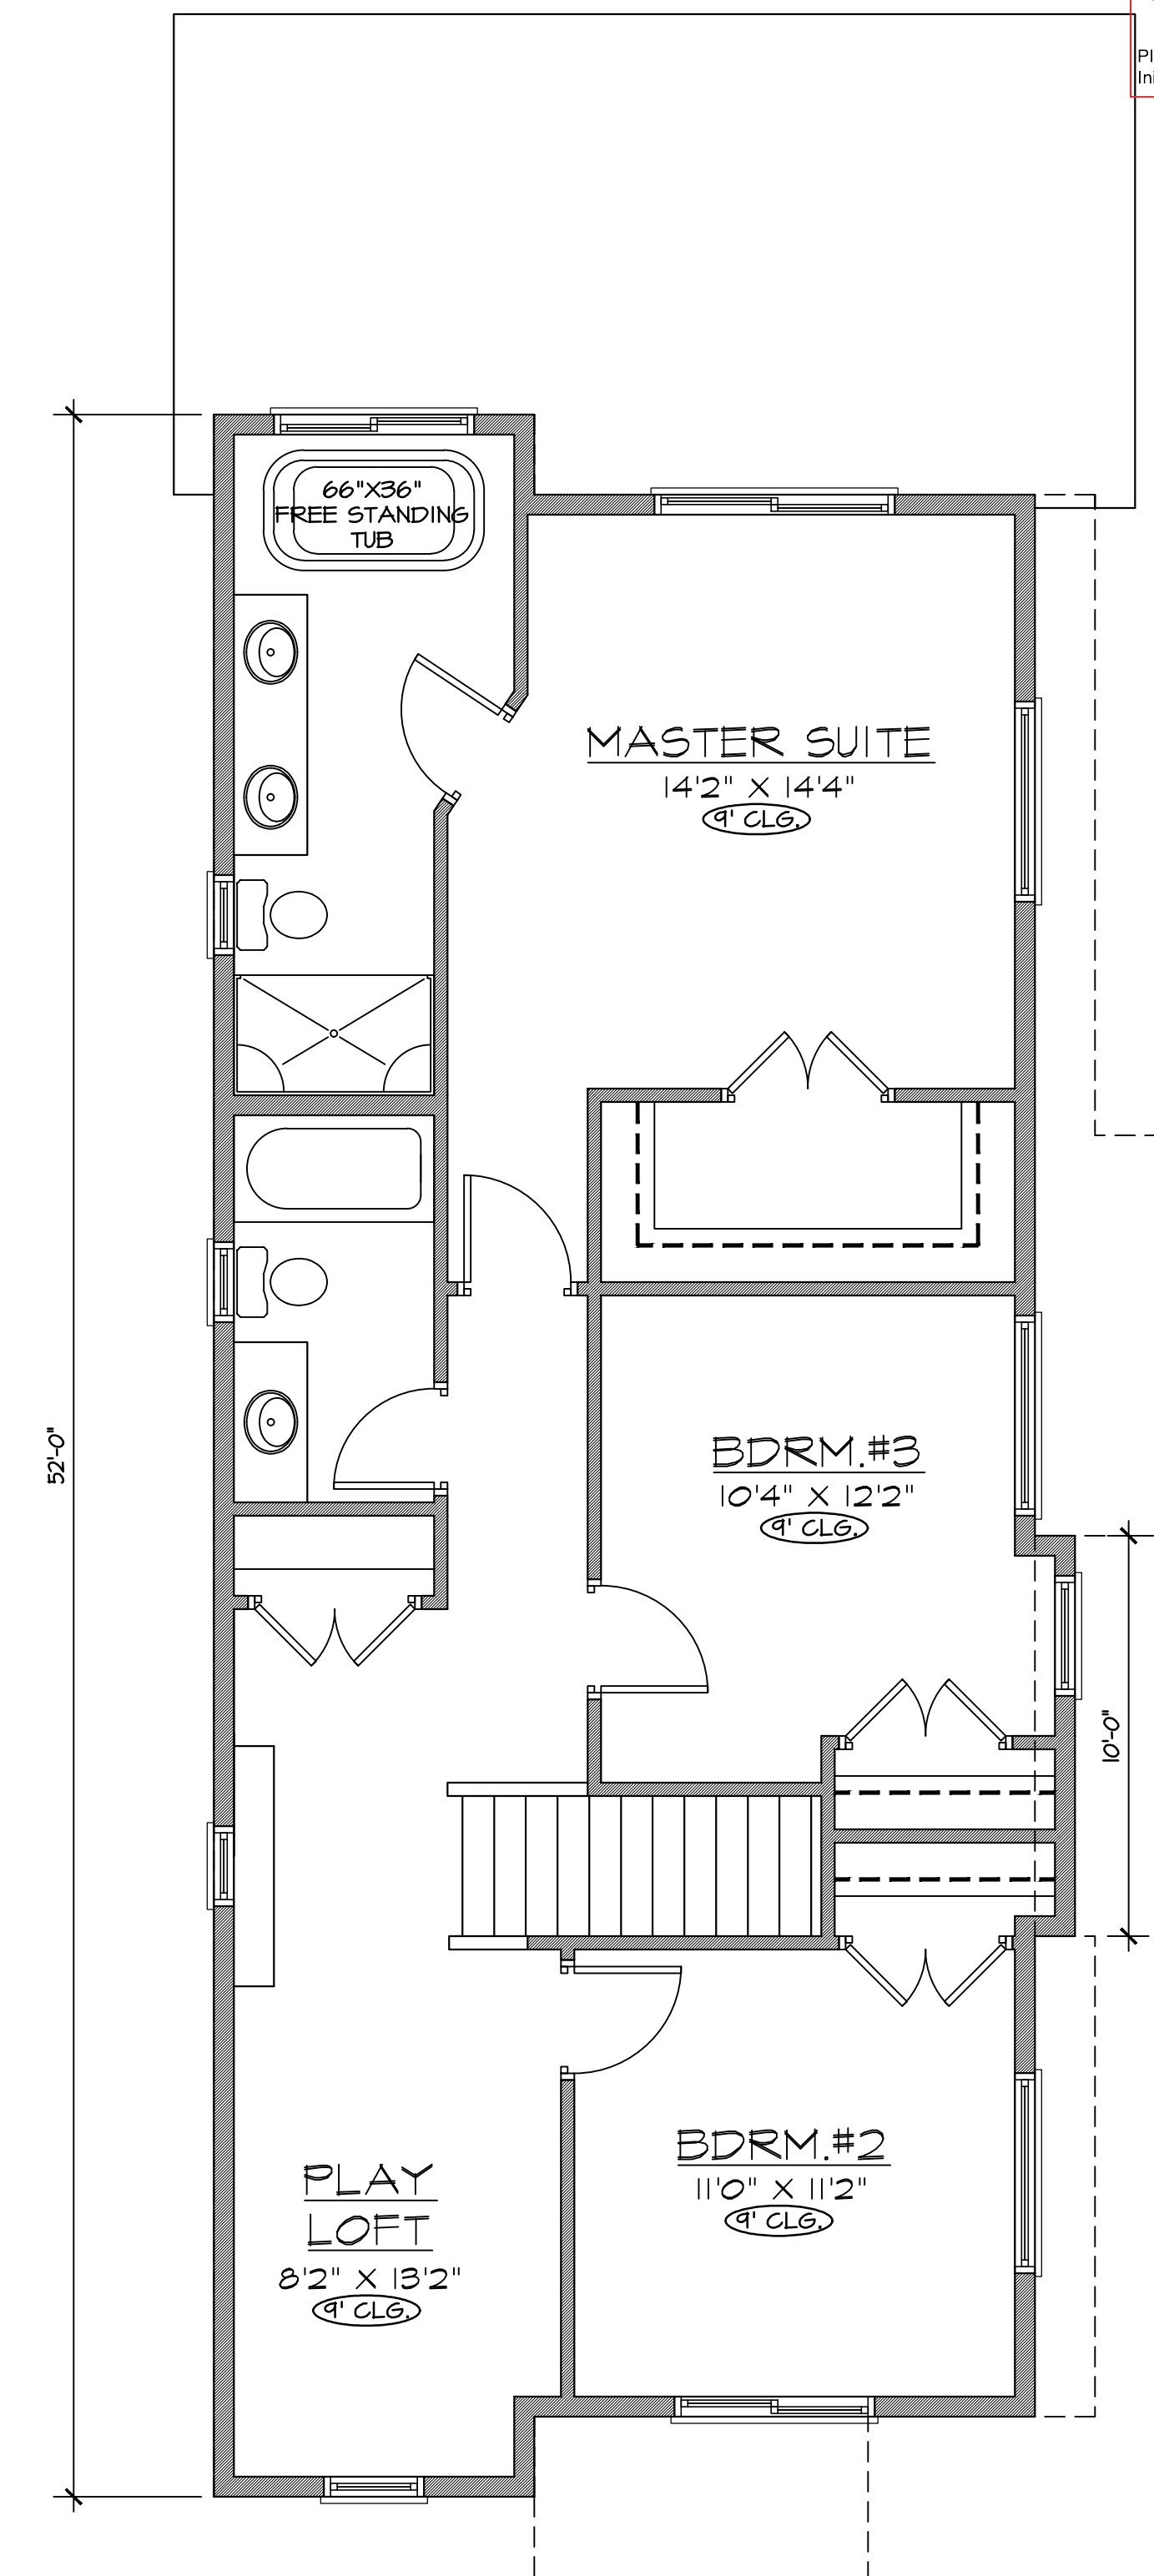 Pl
Ini
66"X36"
FREE STANDING
TUB
MASTER SUITE
14'2" X 14'4"
9' CLG.
52'-0"
BDRM.#3
10'4" X 12'2"
9' CLG.
10'-0"
BDRM.#2
11'0" X 11'2"
9' CLG.
PLAY
LOFT
8'2" X 13'2"
9' CLG.